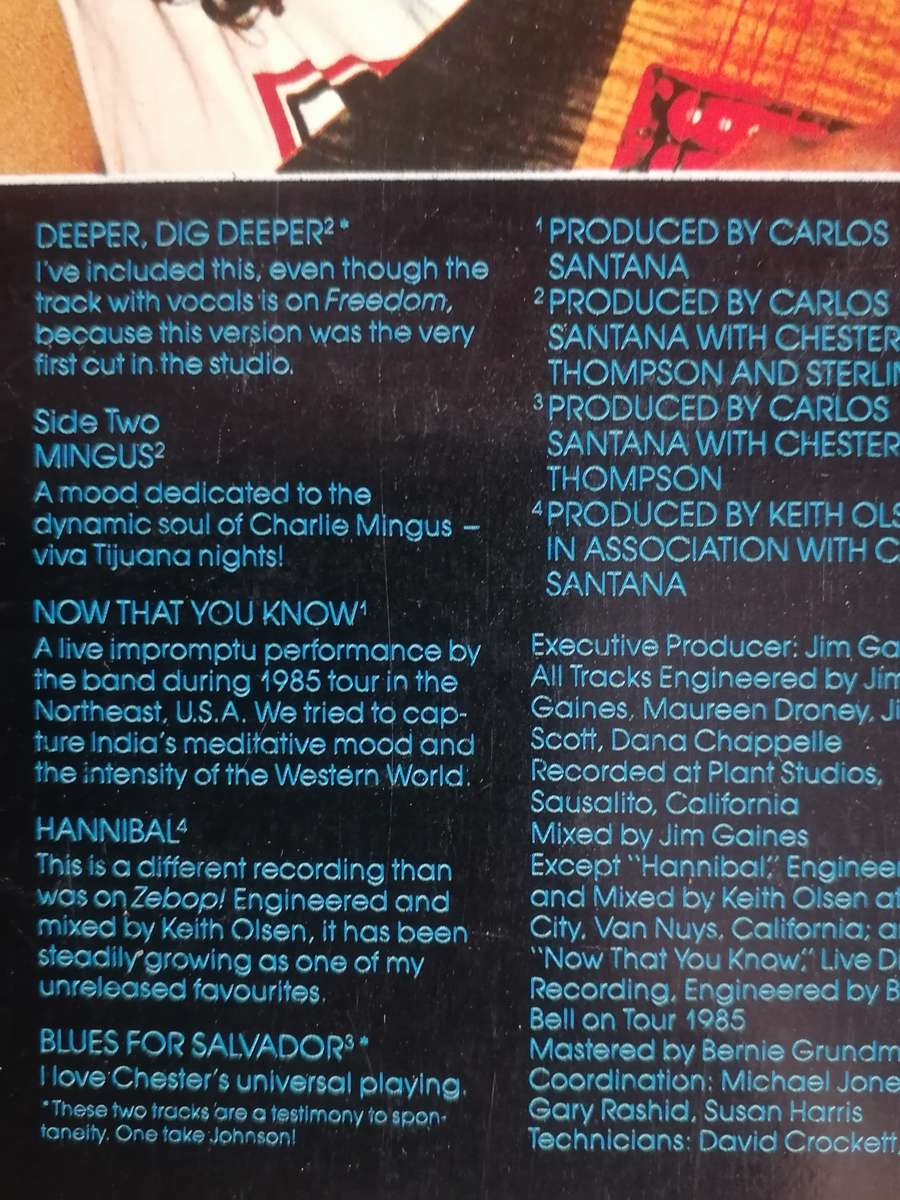 DEEPER, DIG DEEPER²*
I've included this, even though the
track with vocals is on Freedom,
because this version was the very
first cut in the studio.
Side Two
MINGUS²
A mood dedicated to the
dynamic soul of Charlie Mingus –
viva Tijuana nights!
NOW THAT YOU KNOW¹
A live impromptu performance by
the band during 1985 tour in the
Northeast, U.S.A. We tried to cap-
ture India's meditative mood and
the intensity of the Western World.
HANNIBAL⁴
This is a different recording than
was on Zebop! Engineered and
mixed by Keith Olsen, it has been
steadily growing as one of my
unreleased favourites.
BLUES FOR SALVADOR³*
I love Chester's universal playing.
*These two tracks are a testimony to spon-
taneity. One take Johnson!
¹ PRODUCED BY CARLOS
SANTANA
² PRODUCED BY CARLOS
SANTANA WITH CHESTER
THOMPSON AND STERLIN
³ PRODUCED BY CARLOS
SANTANA WITH CHESTER
THOMPSON
⁴ PRODUCED BY KEITH OLS
IN ASSOCIATION WITH C
SANTANA
Executive Producer: Jim Ga
All Tracks Engineered by Jim
Gaines, Maureen Droney, Ji
Scott, Dana Chappelle
Recorded at Plant Studios,
Sausalito, California
Mixed by Jim Gaines
Except "Hannibal," Engineer
and Mixed by Keith Olsen at
City, Van Nuys, California; a
"Now That You Know," Live Di
Recording, Engineered by B
Bell on Tour 1985
Mastered by Bernie Grundm
Coordination: Michael Jone
Gary Rashid, Susan Harris
Technicians: David Crockett,